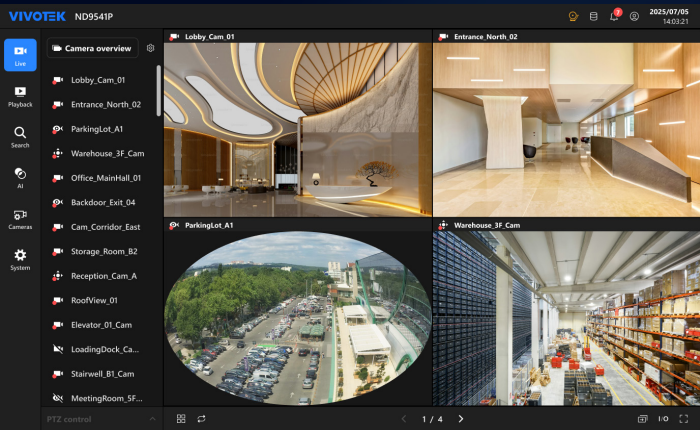 VIVOTEK ND9541P
7
2025/07/05
14:03:21
Live
Playback
Search
AI
Cameras
System
Camera overview
Lobby_Cam_01
Entrance_North_02
ParkingLot_A1
Warehouse_3F_Cam
Office_MainHall_01
Backdoor_Exit_04
Cam_Corridor_East
Storage_Room_B2
Reception_Cam_A
RoofView_01
Elevator_01_Cam
LoadingDock_Ca...
Stairwell_B1_Cam
MeetingRoom_5F...
PTZ control
Lobby_Cam_01
Entrance_North_02
ParkingLot_A1
Warehouse_3F_Cam
1 / 4
I/O